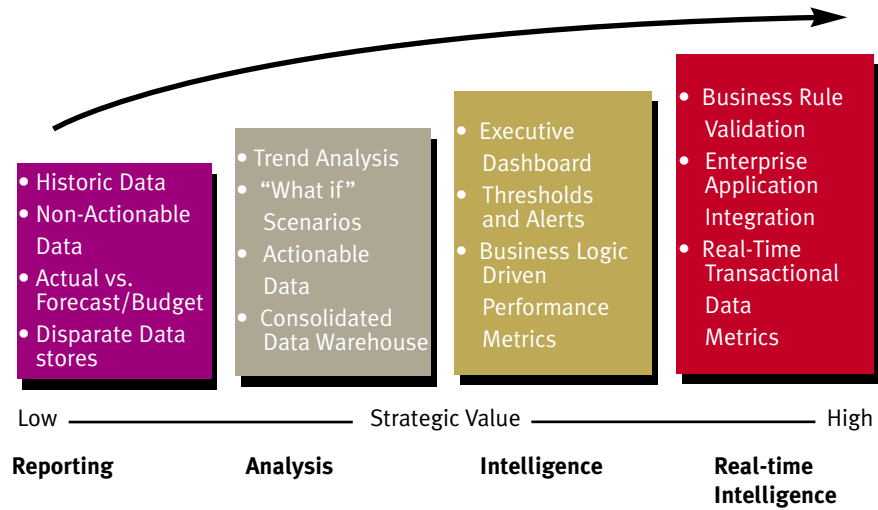 • Historic Data
• Non-Actionable
Data
• Actual vs.
Forecast/Budget
• Disparate Data
stores
• Trend Analysis
• “What if”
Scenarios
• Actionable
Data
• Consolidated
Data Warehouse
• Executive
Dashboard
• Thresholds
and Alerts
• Business Logic
Driven
Performance
Metrics
• Business Rule
Validation
• Enterprise
Application
Integration
• Real-Time
Transactional
Data
Metrics
Low Strategic Value High
Reporting Analysis Intelligence Real-time
Intelligence